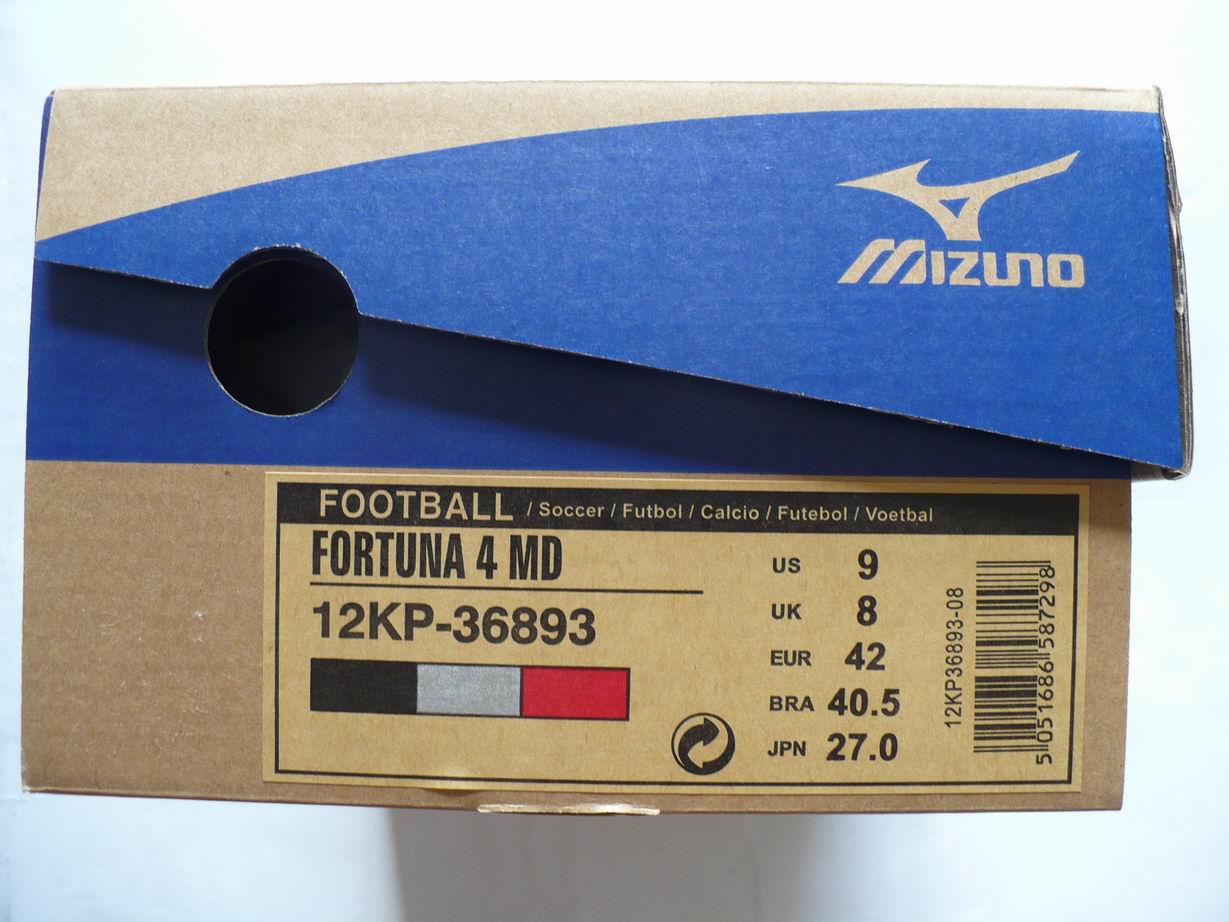 MIZUNO
FOOTBALL / Soccer / Futbol / Calcio / Futebol / Voetbal
FORTUNA 4 MD
12KP-36893
US 9
UK 8
EUR 42
BRA 40.5
JPN 27.0
12KP36893-08
5 051686 587298